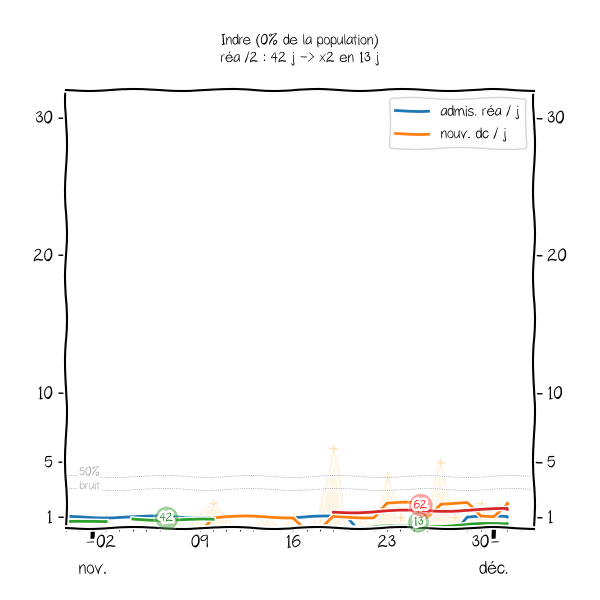 Indre (0% de la population)
réa /2 : 42 j -> x2 en 13 j
admis. réa / j
nouv. dc / j
30
30
20
20
10
10
5
5
50%
bruit
62
42
13
1
1
02
09
16
23
30
nov.
déc.